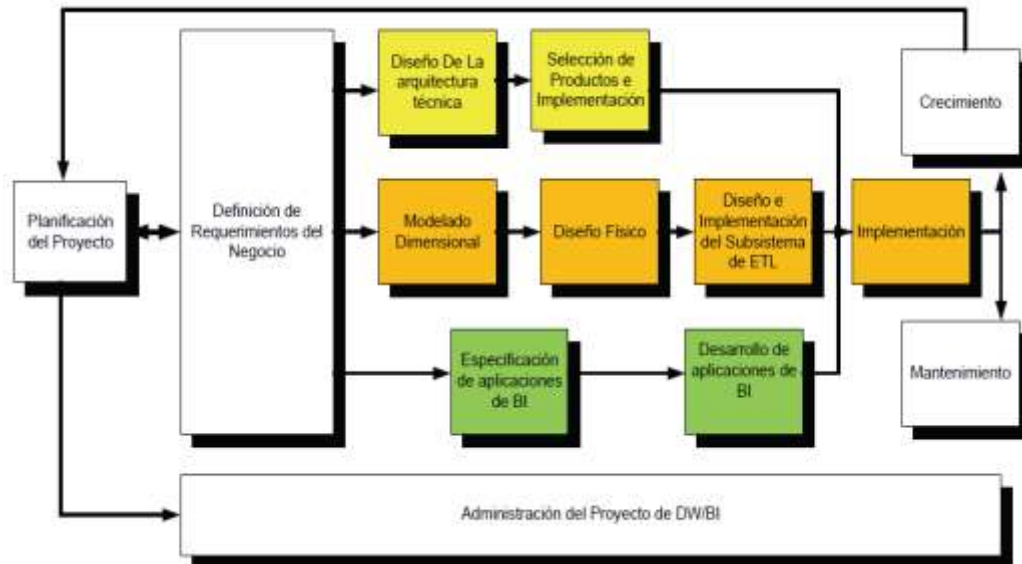 Diseño De La
arquitectura
técnica
Selección de
Productos e
Implementación
Crecimiento
Planificación
del Proyecto
Definición de
Requerimientos del
Negocio
Modelado
Dimensional
Diseño Físico
Diseño e
Implementación
del Subsistema
de ETL
Implementación
Especificación
de aplicaciones
de BI
Desarrollo de
aplicaciones de
BI
Mantenimiento
Administración del Proyecto de DW/BI